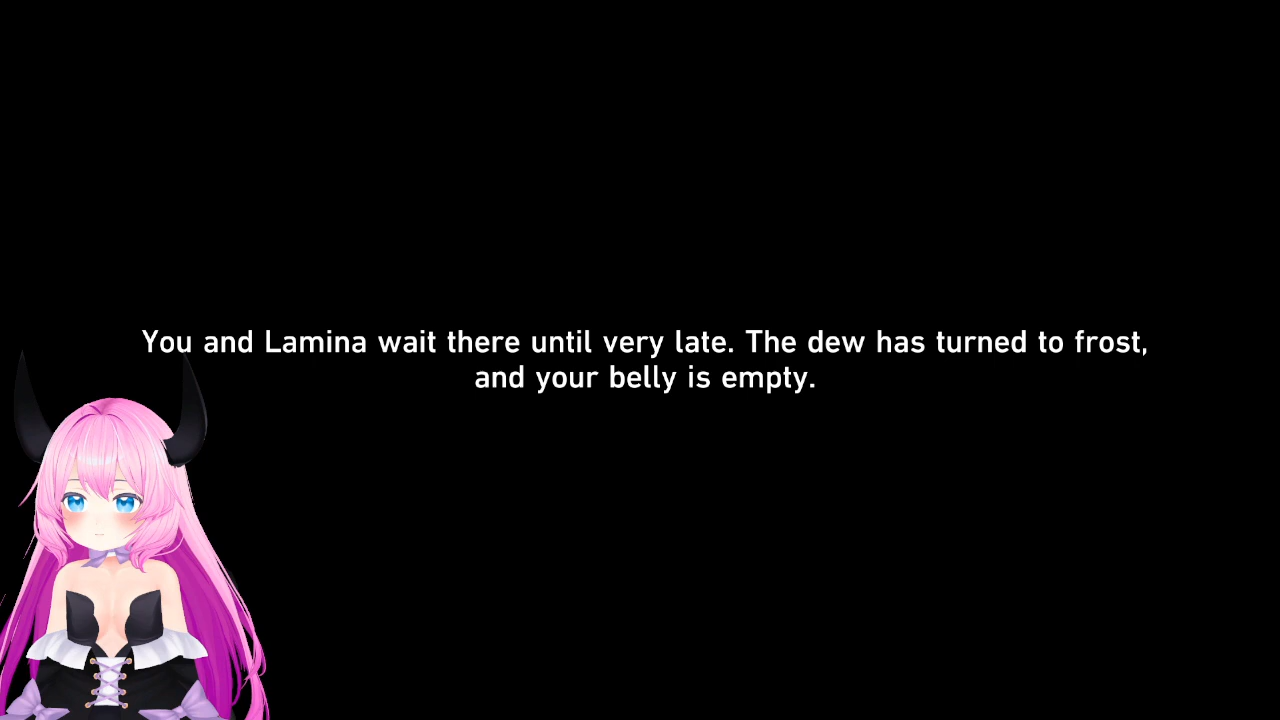 You and Lamina wait there until very late. The dew has turned to frost,
and your belly is empty.